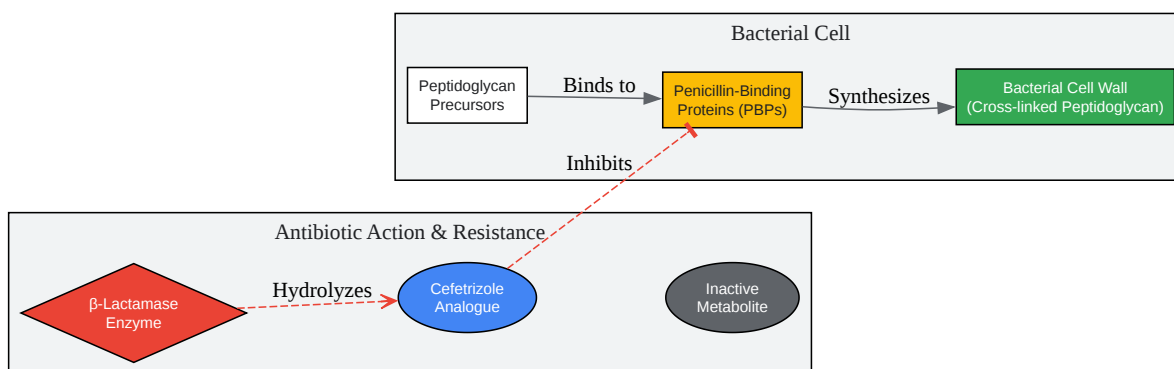 Bacterial Cell
Peptidoglycan
Precursors
Binds to
Penicillin-Binding
Proteins (PBPs)
Synthesizes
Bacterial Cell Wall
(Cross-linked Peptidoglycan)
Inhibits
Antibiotic Action & Resistance
β-Lactamase
Enzyme
Hydrolyzes
Cefetrizole
Analogue
Inactive
Metabolite